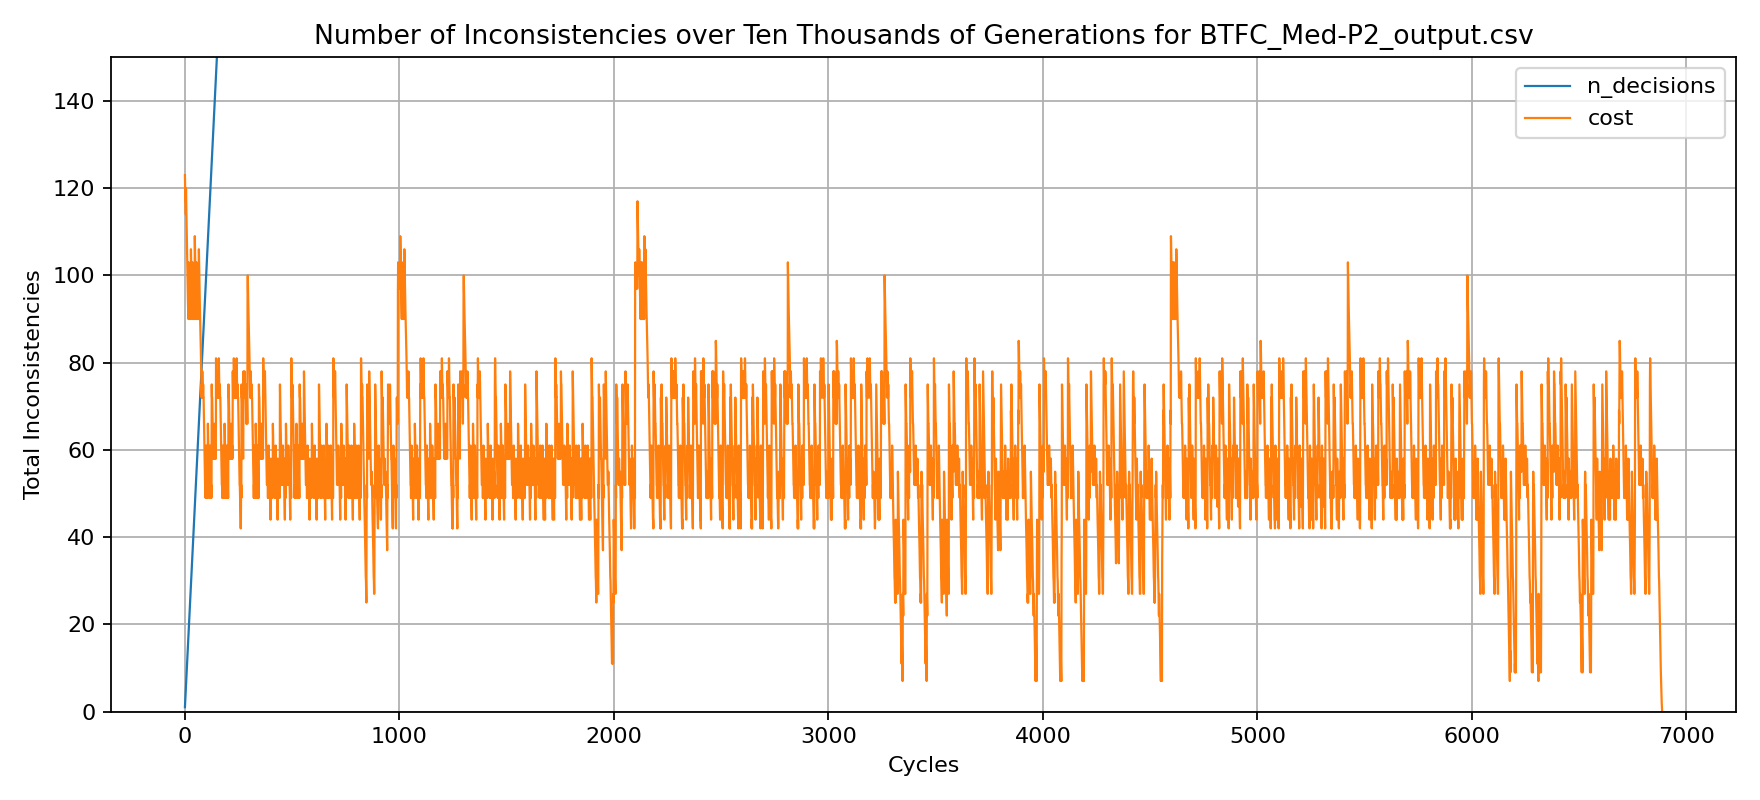 Number of Inconsistencies over Ten Thousands of Generations for BTFC_Med-P2_output.csv
n_decisions
cost
Total Inconsistencies
140
120
100
80
60
40
20
0
0 1000 2000 3000 4000 5000 6000 7000
Cycles